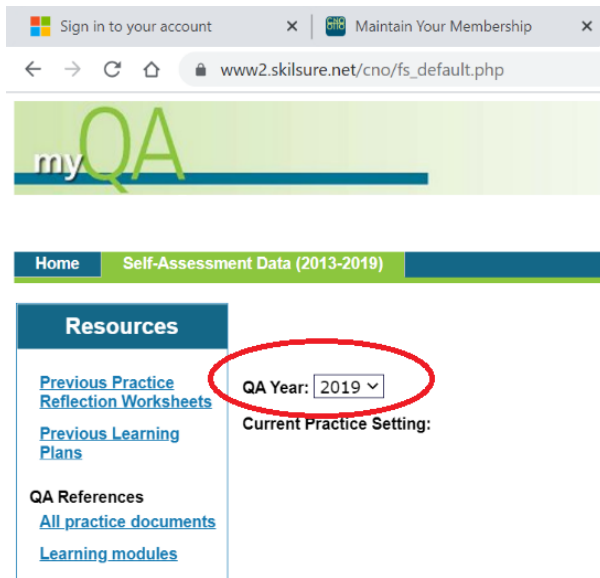 Sign in to your account
Maintain Your Membership
www2.skilsure.net/cno/fs_default.php
myQA
Home
Self-Assessment Data (2013-2019)
Resources
Previous Practice
Reflection Worksheets
Previous Learning
Plans
QA References
All practice documents
Learning modules
QA Year: 2019
Current Practice Setting: